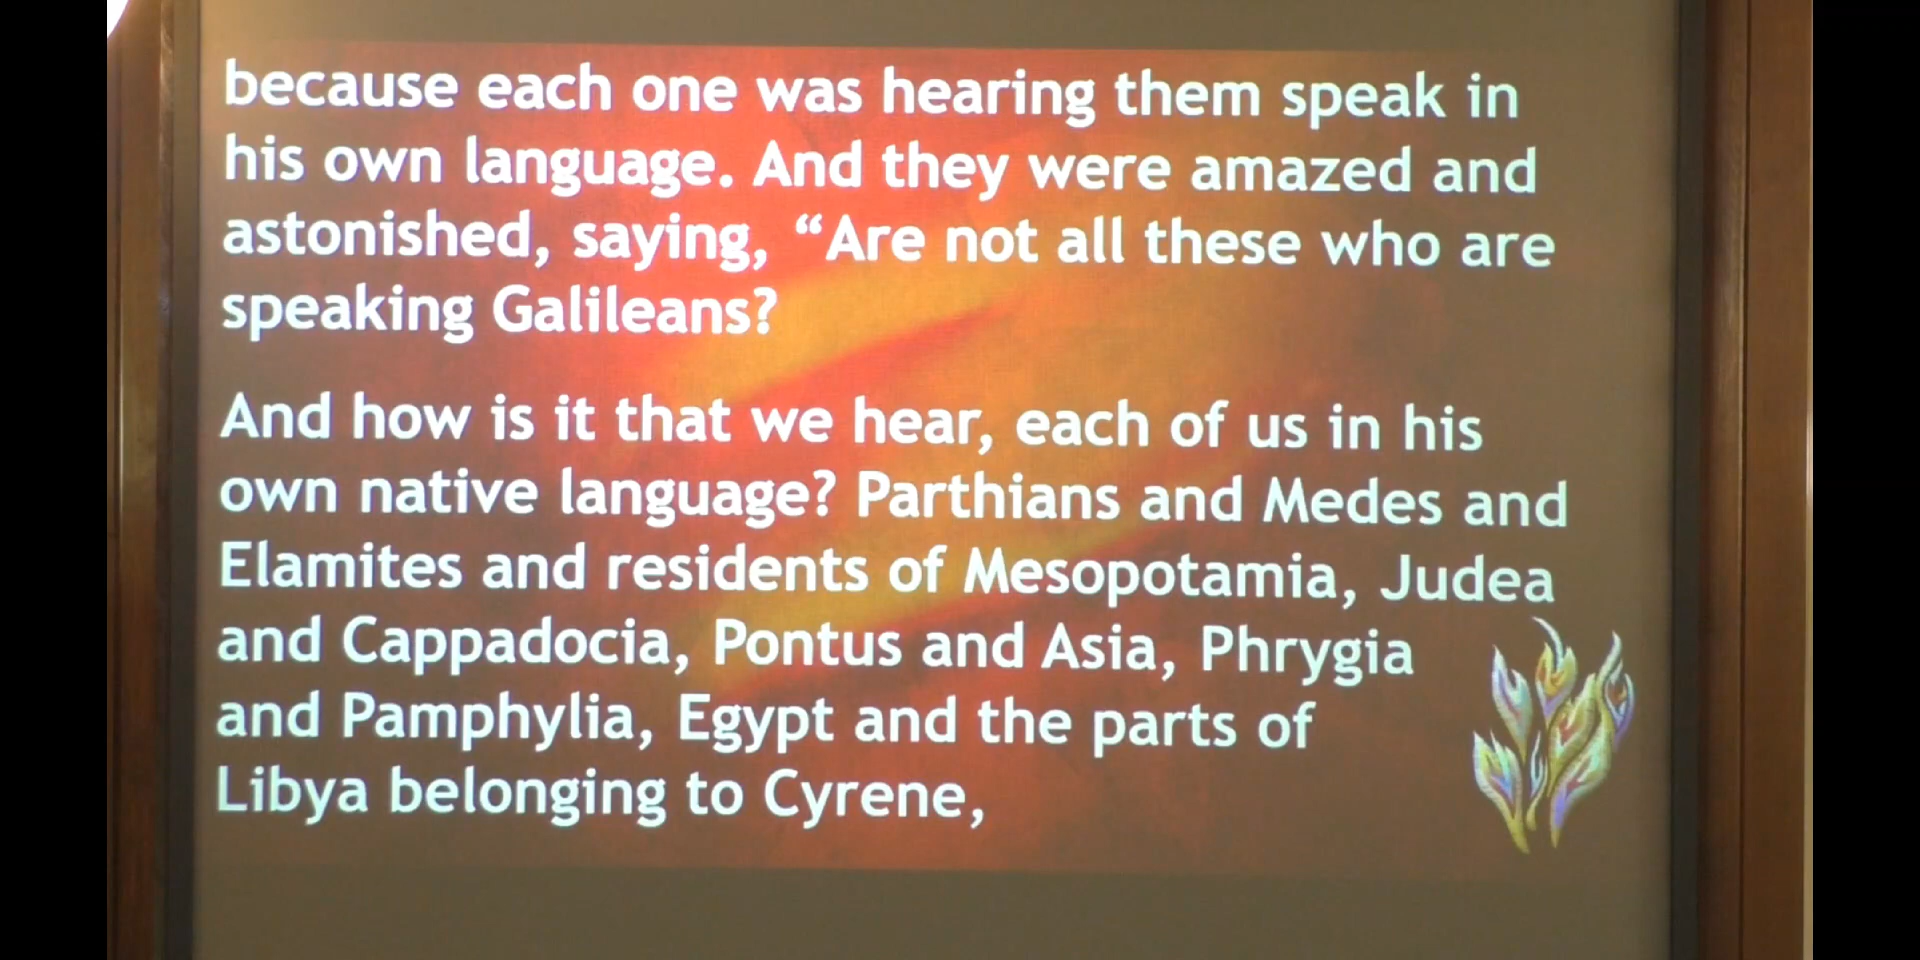 because each one was hearing them speak in
his own language. And they were amazed and
astonished, saying, “Are not all these who are
speaking Galileans?
And how is it that we hear, each of us in his
own native language? Parthians and Medes and
Elamites and residents of Mesopotamia, Judea
and Cappadocia, Pontus and Asia, Phrygia
and Pamphylia, Egypt and the parts of
Libya belonging to Cyrene,